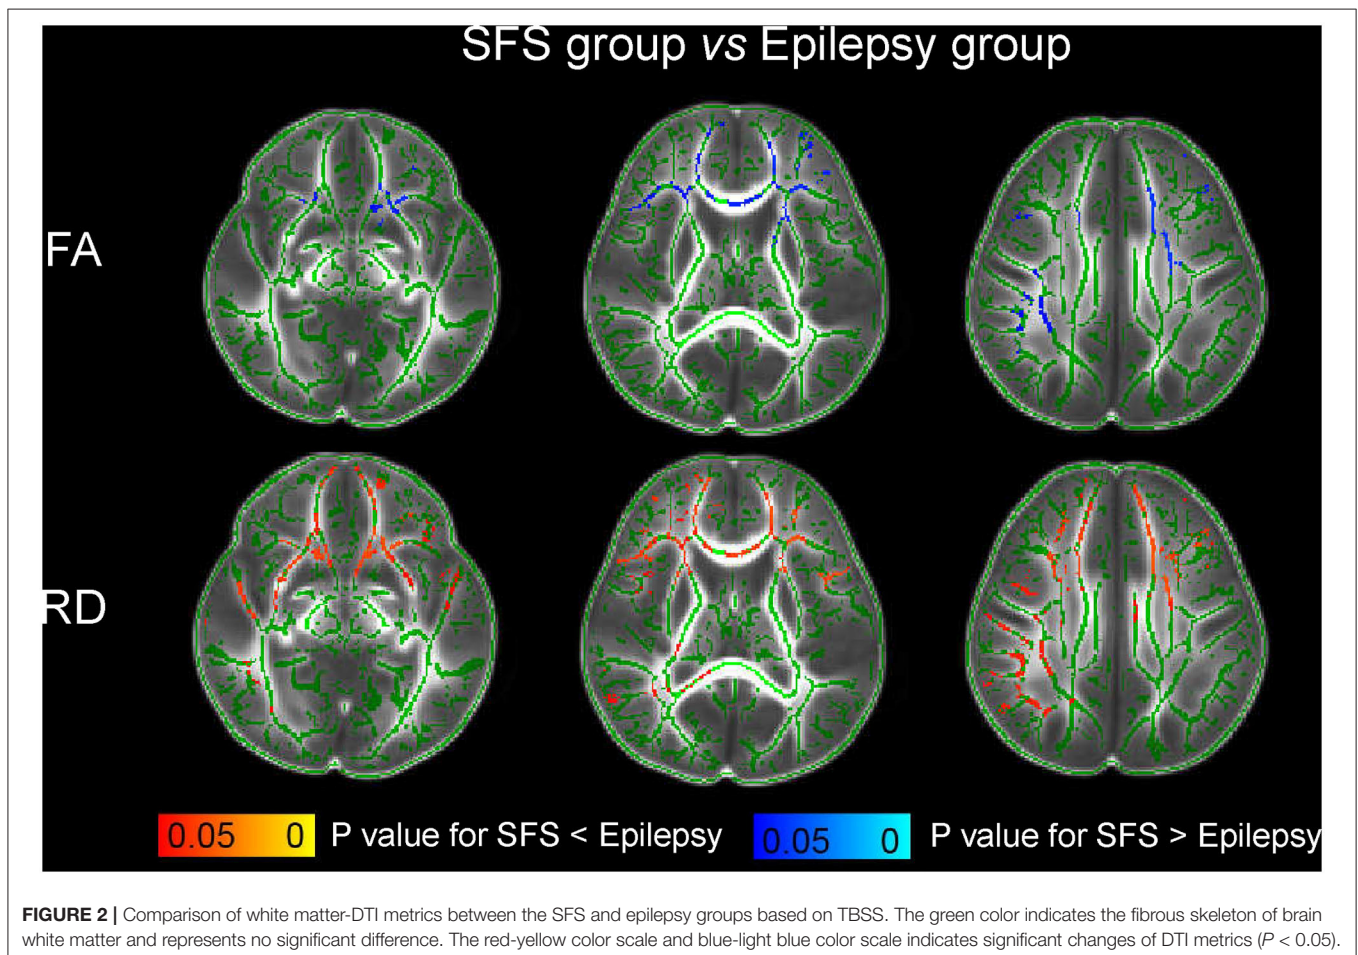 SFS group vs Epilepsy group
FA
RD
0.05 0 P value for SFS < Epilepsy 0.05 0 P value for SFS > Epilepsy
FIGURE 2 | Comparison of white matter-DTI metrics between the SFS and epilepsy groups based on TBSS. The green color indicates the fibrous skeleton of brain
white matter and represents no significant difference. The red-yellow color scale and blue-light blue color scale indicates significant changes of DTI metrics (P < 0.05).